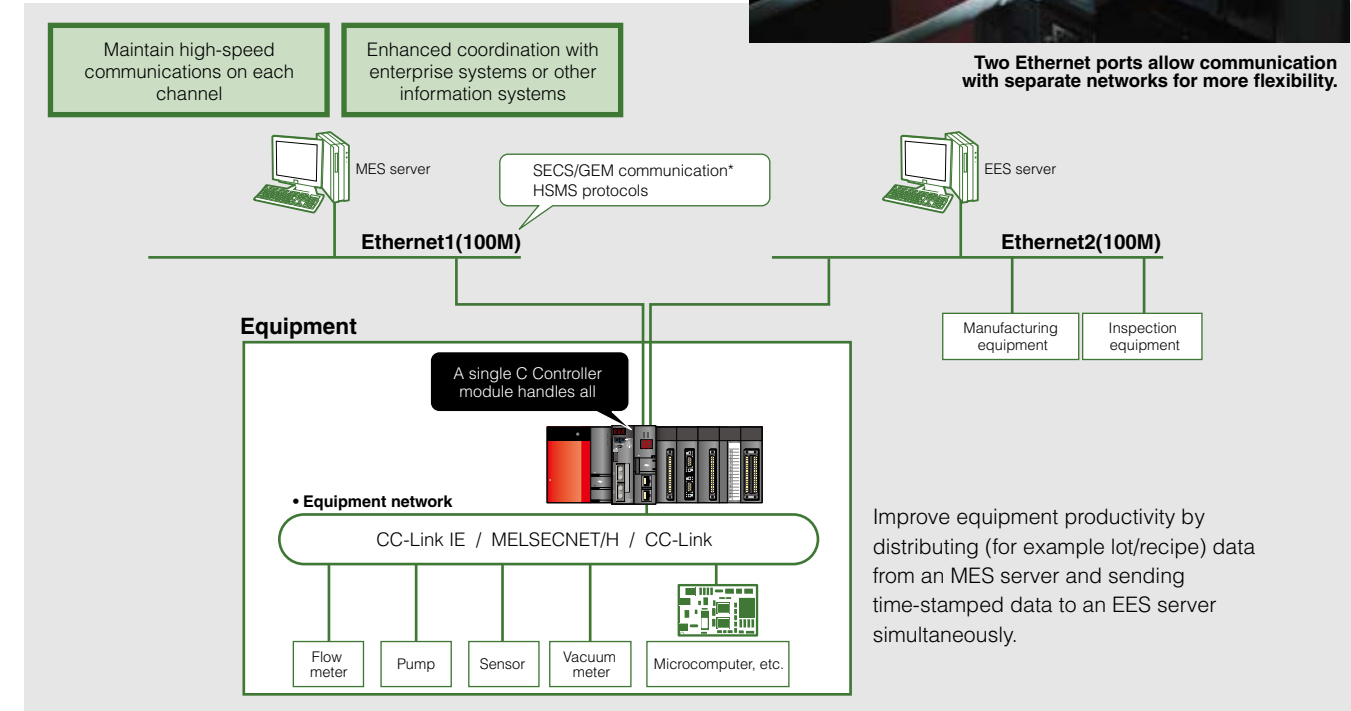 Maintain high-speed
communications on each
channel
Enhanced coordination with
enterprise systems or other
information systems
Two Ethernet ports allow communication
with separate networks for more flexibility.
MES server
SECS/GEM communication*
HSMS protocols
EES server
Ethernet1(100M)
Ethernet2(100M)
Manufacturing
equipment
Inspection
equipment
Equipment
A single C Controller
module handles all
• Equipment network
CC-Link IE / MELSECNET/H / CC-Link
Flow
meter
Pump
Sensor
Vacuum
meter
Microcomputer, etc.
Improve equipment productivity by
distributing (for example lot/recipe) data
from an MES server and sending
time-stamped data to an EES server
simultaneously.